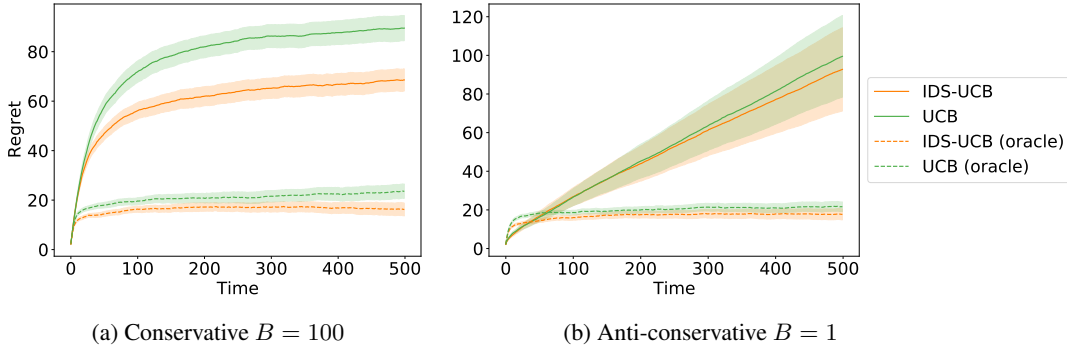 Regret
80
60
40
20
0
0 100 200 300 400 500
Time
120
100
80
60
40
20
0
0 100 200 300 400 500
Time
IDS-UCB
UCB
IDS-UCB (oracle)
UCB (oracle)
(a) Conservative B = 100
(b) Anti-conservative B = 1